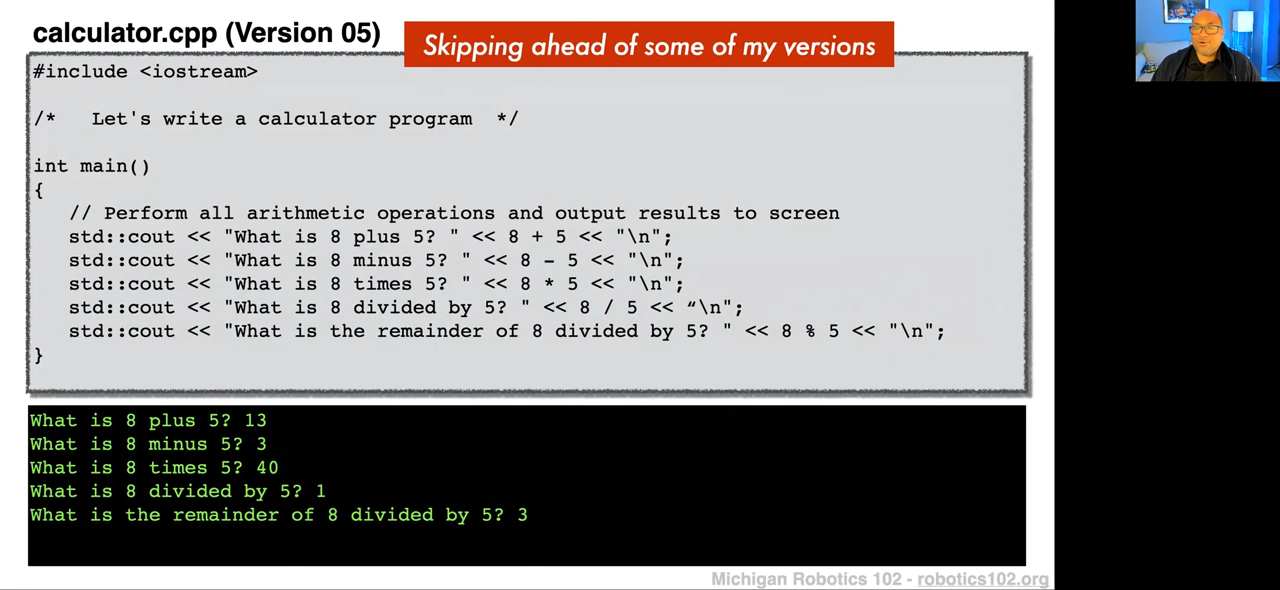 calculator.cpp (Version 05)
Skipping ahead of some of my versions
#include <iostream>
/*   Let's write a calculator program  */
int main()
{
   // Perform all arithmetic operations and output results to screen
   std::cout << "What is 8 plus 5? " << 8 + 5 << "\n";
   std::cout << "What is 8 minus 5? " << 8 - 5 << "\n";
   std::cout << "What is 8 times 5? " << 8 * 5 << "\n";
   std::cout << "What is 8 divided by 5? " << 8 / 5 << “\n";
   std::cout << "What is the remainder of 8 divided by 5? " << 8 % 5 << "\n";
}
What is 8 plus 5? 13
What is 8 minus 5? 3
What is 8 times 5? 40
What is 8 divided by 5? 1
What is the remainder of 8 divided by 5? 3
Michigan Robotics 102 - robotics102.org